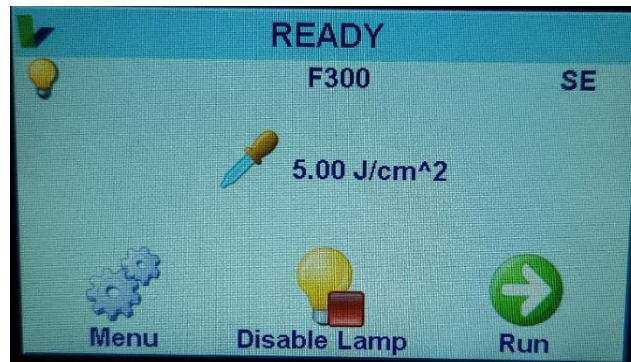 READY
F300 SE
5.00 J/cm^2
Menu Disable Lamp Run